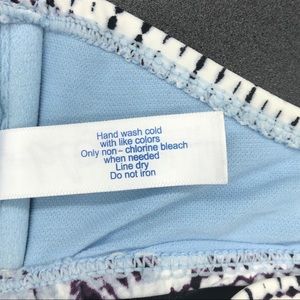 Hand wash cold
with like colors
Only non- chlorine bleach
when needed
Line dry
Do not iron